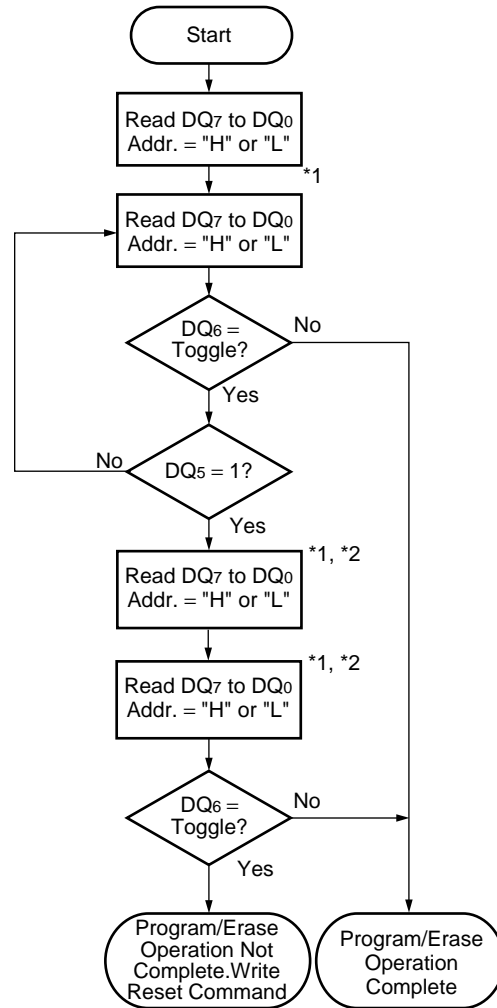 Start
Read DQ7 to DQ0
Addr. = "H" or "L"
*1
Read DQ7 to DQ0
Addr. = "H" or "L"
DQ6 =
Toggle?
No
Yes
No
DQ5 = 1?
Yes
*1, *2
Read DQ7 to DQ0
Addr. = "H" or "L"
*1, *2
Read DQ7 to DQ0
Addr. = "H" or "L"
DQ6 =
Toggle?
No
Yes
Program/Erase
Operation Not
Complete.Write
Reset Command
Program/Erase
Operation
Complete